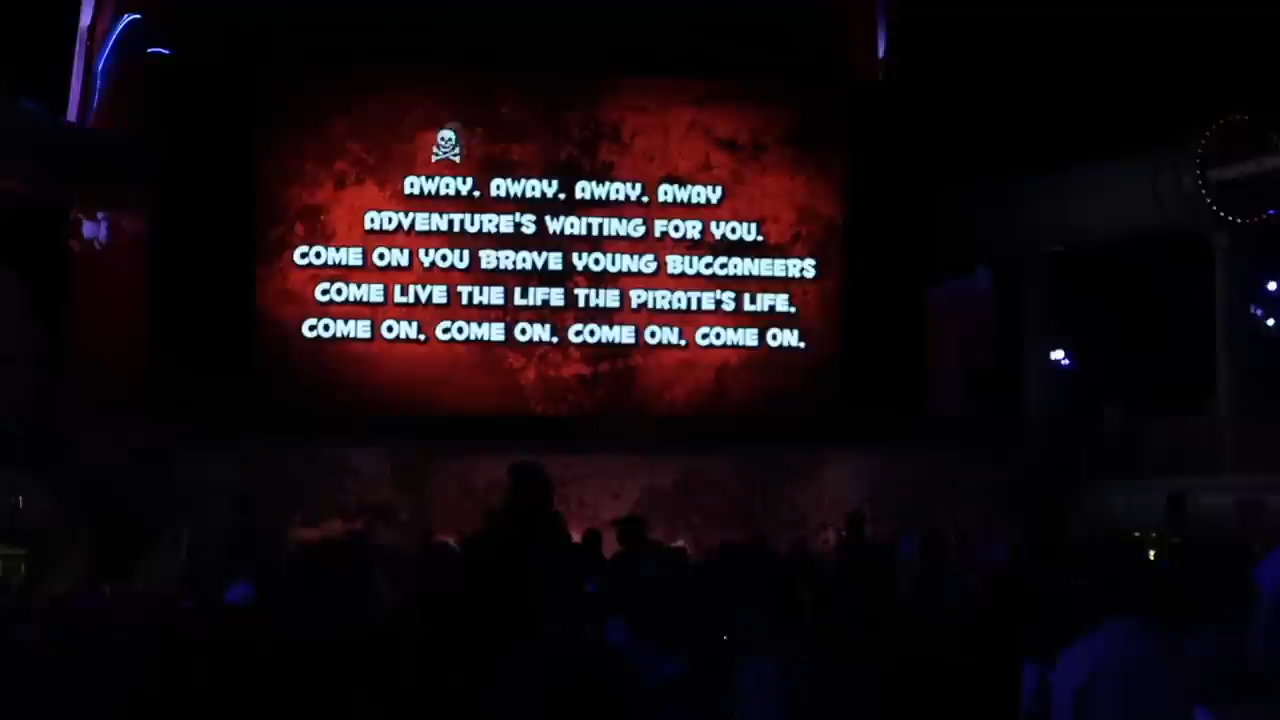 AWAY, AWAY, AWAY, AWAY
ADVENTURE'S WAITING FOR YOU.
COME ON YOU BRAVE YOUNG BUCCANEERS
COME LIVE THE LIFE THE PIRATE'S LIFE.
COME ON, COME ON, COME ON, COME ON,